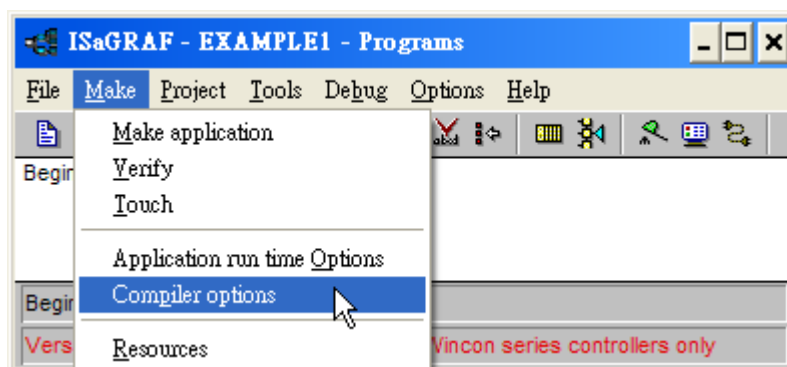 ISaGRAF - EXAMPLE1 - Programs
File Make Project Tools Debug Options Help
Make application
Verify
Touch
Application run time Options
Compiler options
Resources
Begin
Begin
Vers
Wincon series controllers only